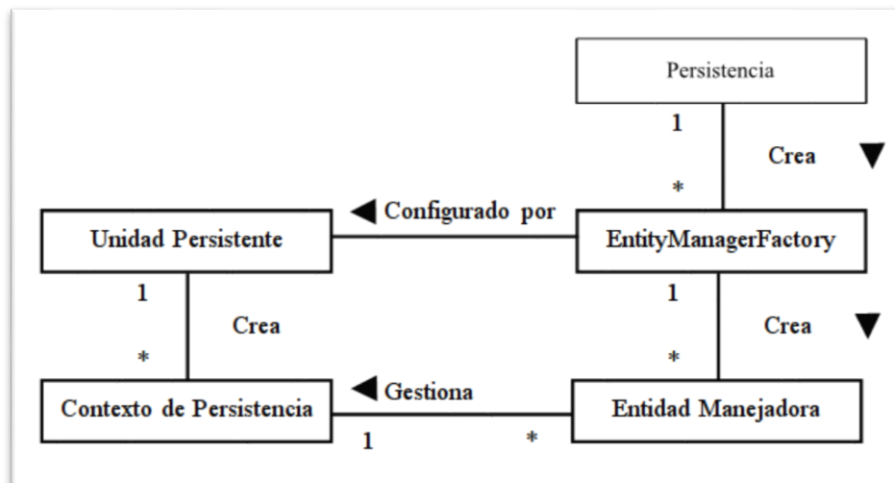 Persistencia
1
Crea
*
Configurado por
Unidad Persistente
EntityManagerFactory
1
1
Crea
Crea
*
*
Gestiona
Contexto de Persistencia
Entidad Manejadora
1
*